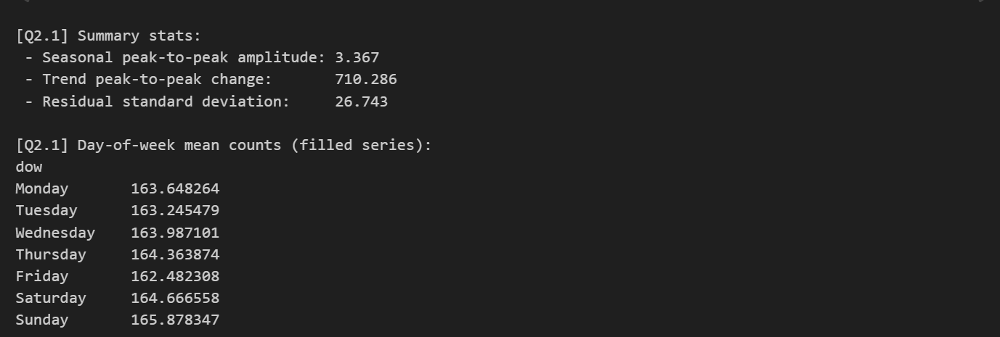 [Q2.1] Summary stats:
 - Seasonal peak-to-peak amplitude: 3.367
 - Trend peak-to-peak change:       710.286
 - Residual standard deviation:     26.743

[Q2.1] Day-of-week mean counts (filled series):
dow
Monday       163.648264
Tuesday      163.245479
Wednesday    163.987101
Thursday     164.363874
Friday       162.482308
Saturday     164.666558
Sunday       165.878347